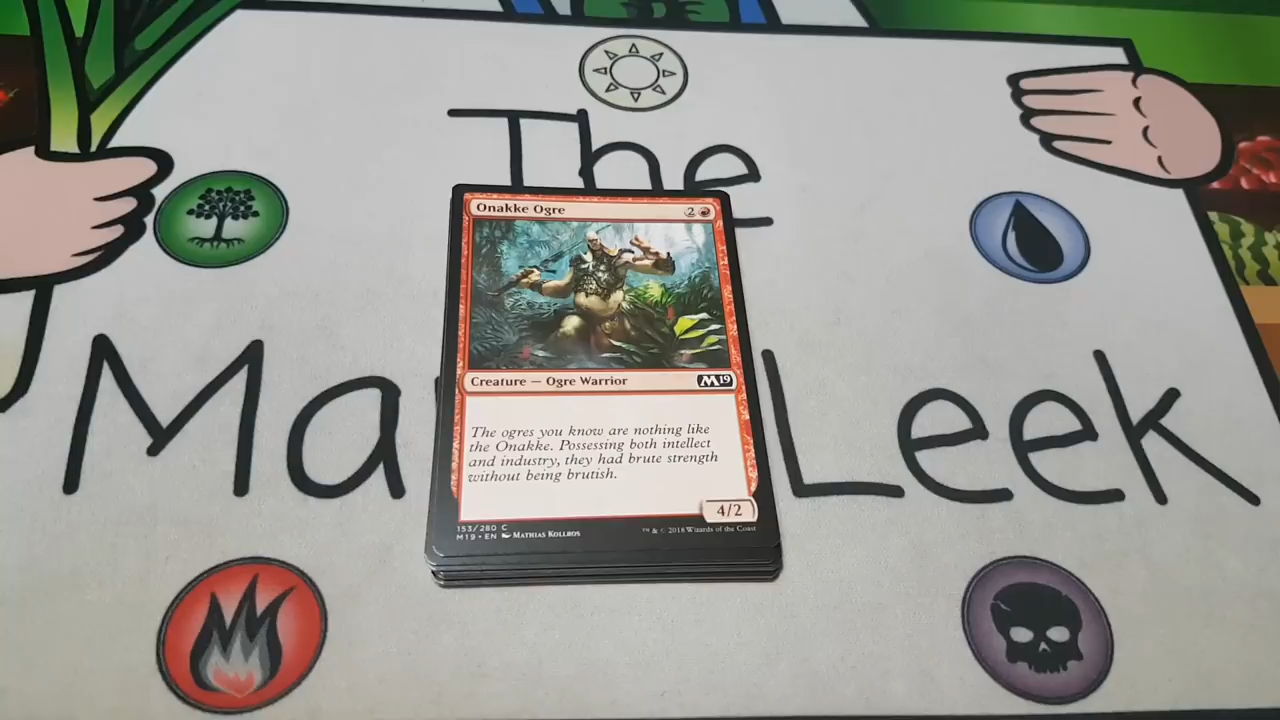 The
Ma
Leek
Onakke Ogre
2
Creature — Ogre Warrior
M19
The ogres you know are nothing like
the Onakke. Possessing both intellect
and industry, they had brute strength
without being brutish.
4/2
153/280 C
M19 • EN Mathias Kollros
™ & © 2018 Wizards of the Coast